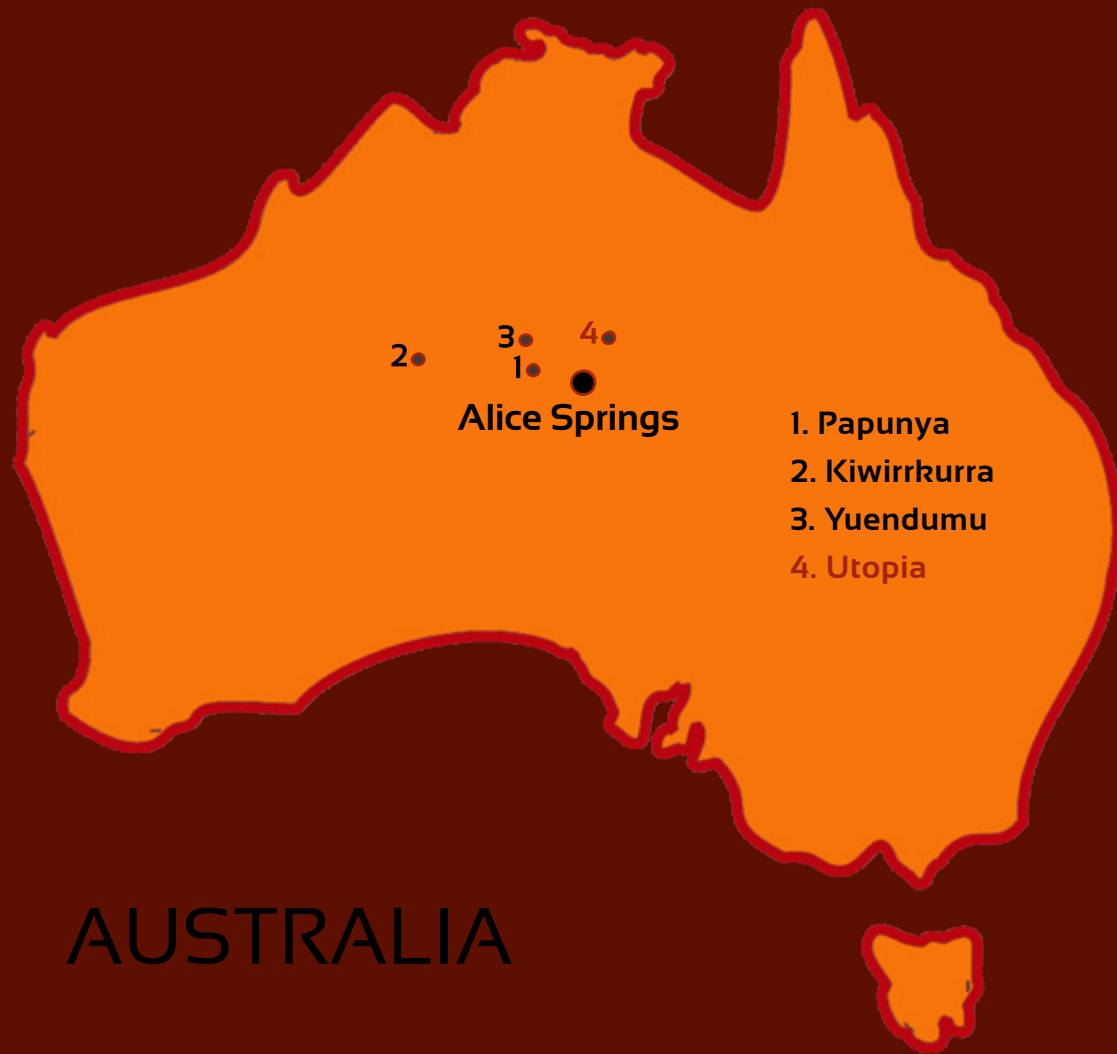 3
4
2
1
Alice Springs
1. Papunya
2. Kiwirrkurra
3. Yuendumu
4. Utopia
AUSTRALIA